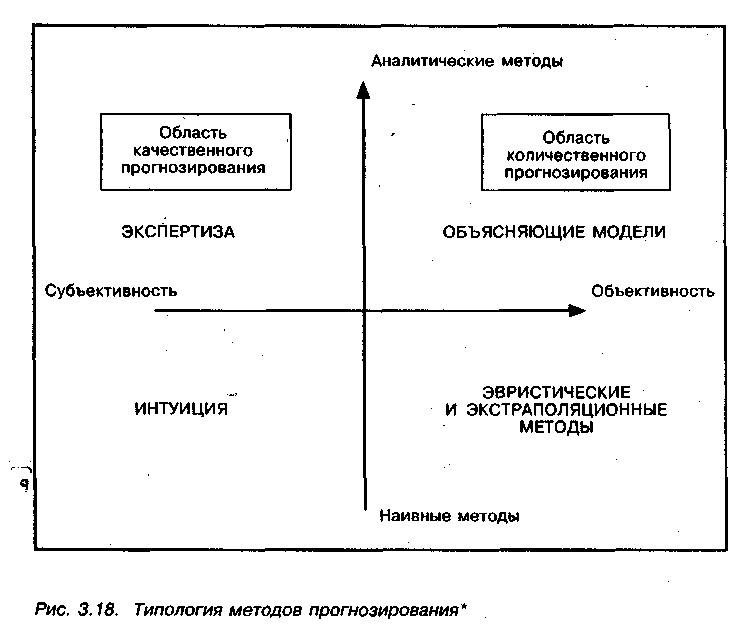 Аналитические методы
Область
качественного
прогнозирования
Область
количественного
прогнозирования
ЭКСПЕРТИЗА
ОБЪЯСНЯЮЩИЕ МОДЕЛИ
Субъективность
Объективность
ИНТУИЦИЯ
ЭВРИСТИЧЕСКИЕ
И ЭКСТРАПОЛЯЦИОННЫЕ
МЕТОДЫ
Наивные методы
Рис. 3.18. Типология методов прогнозирования*